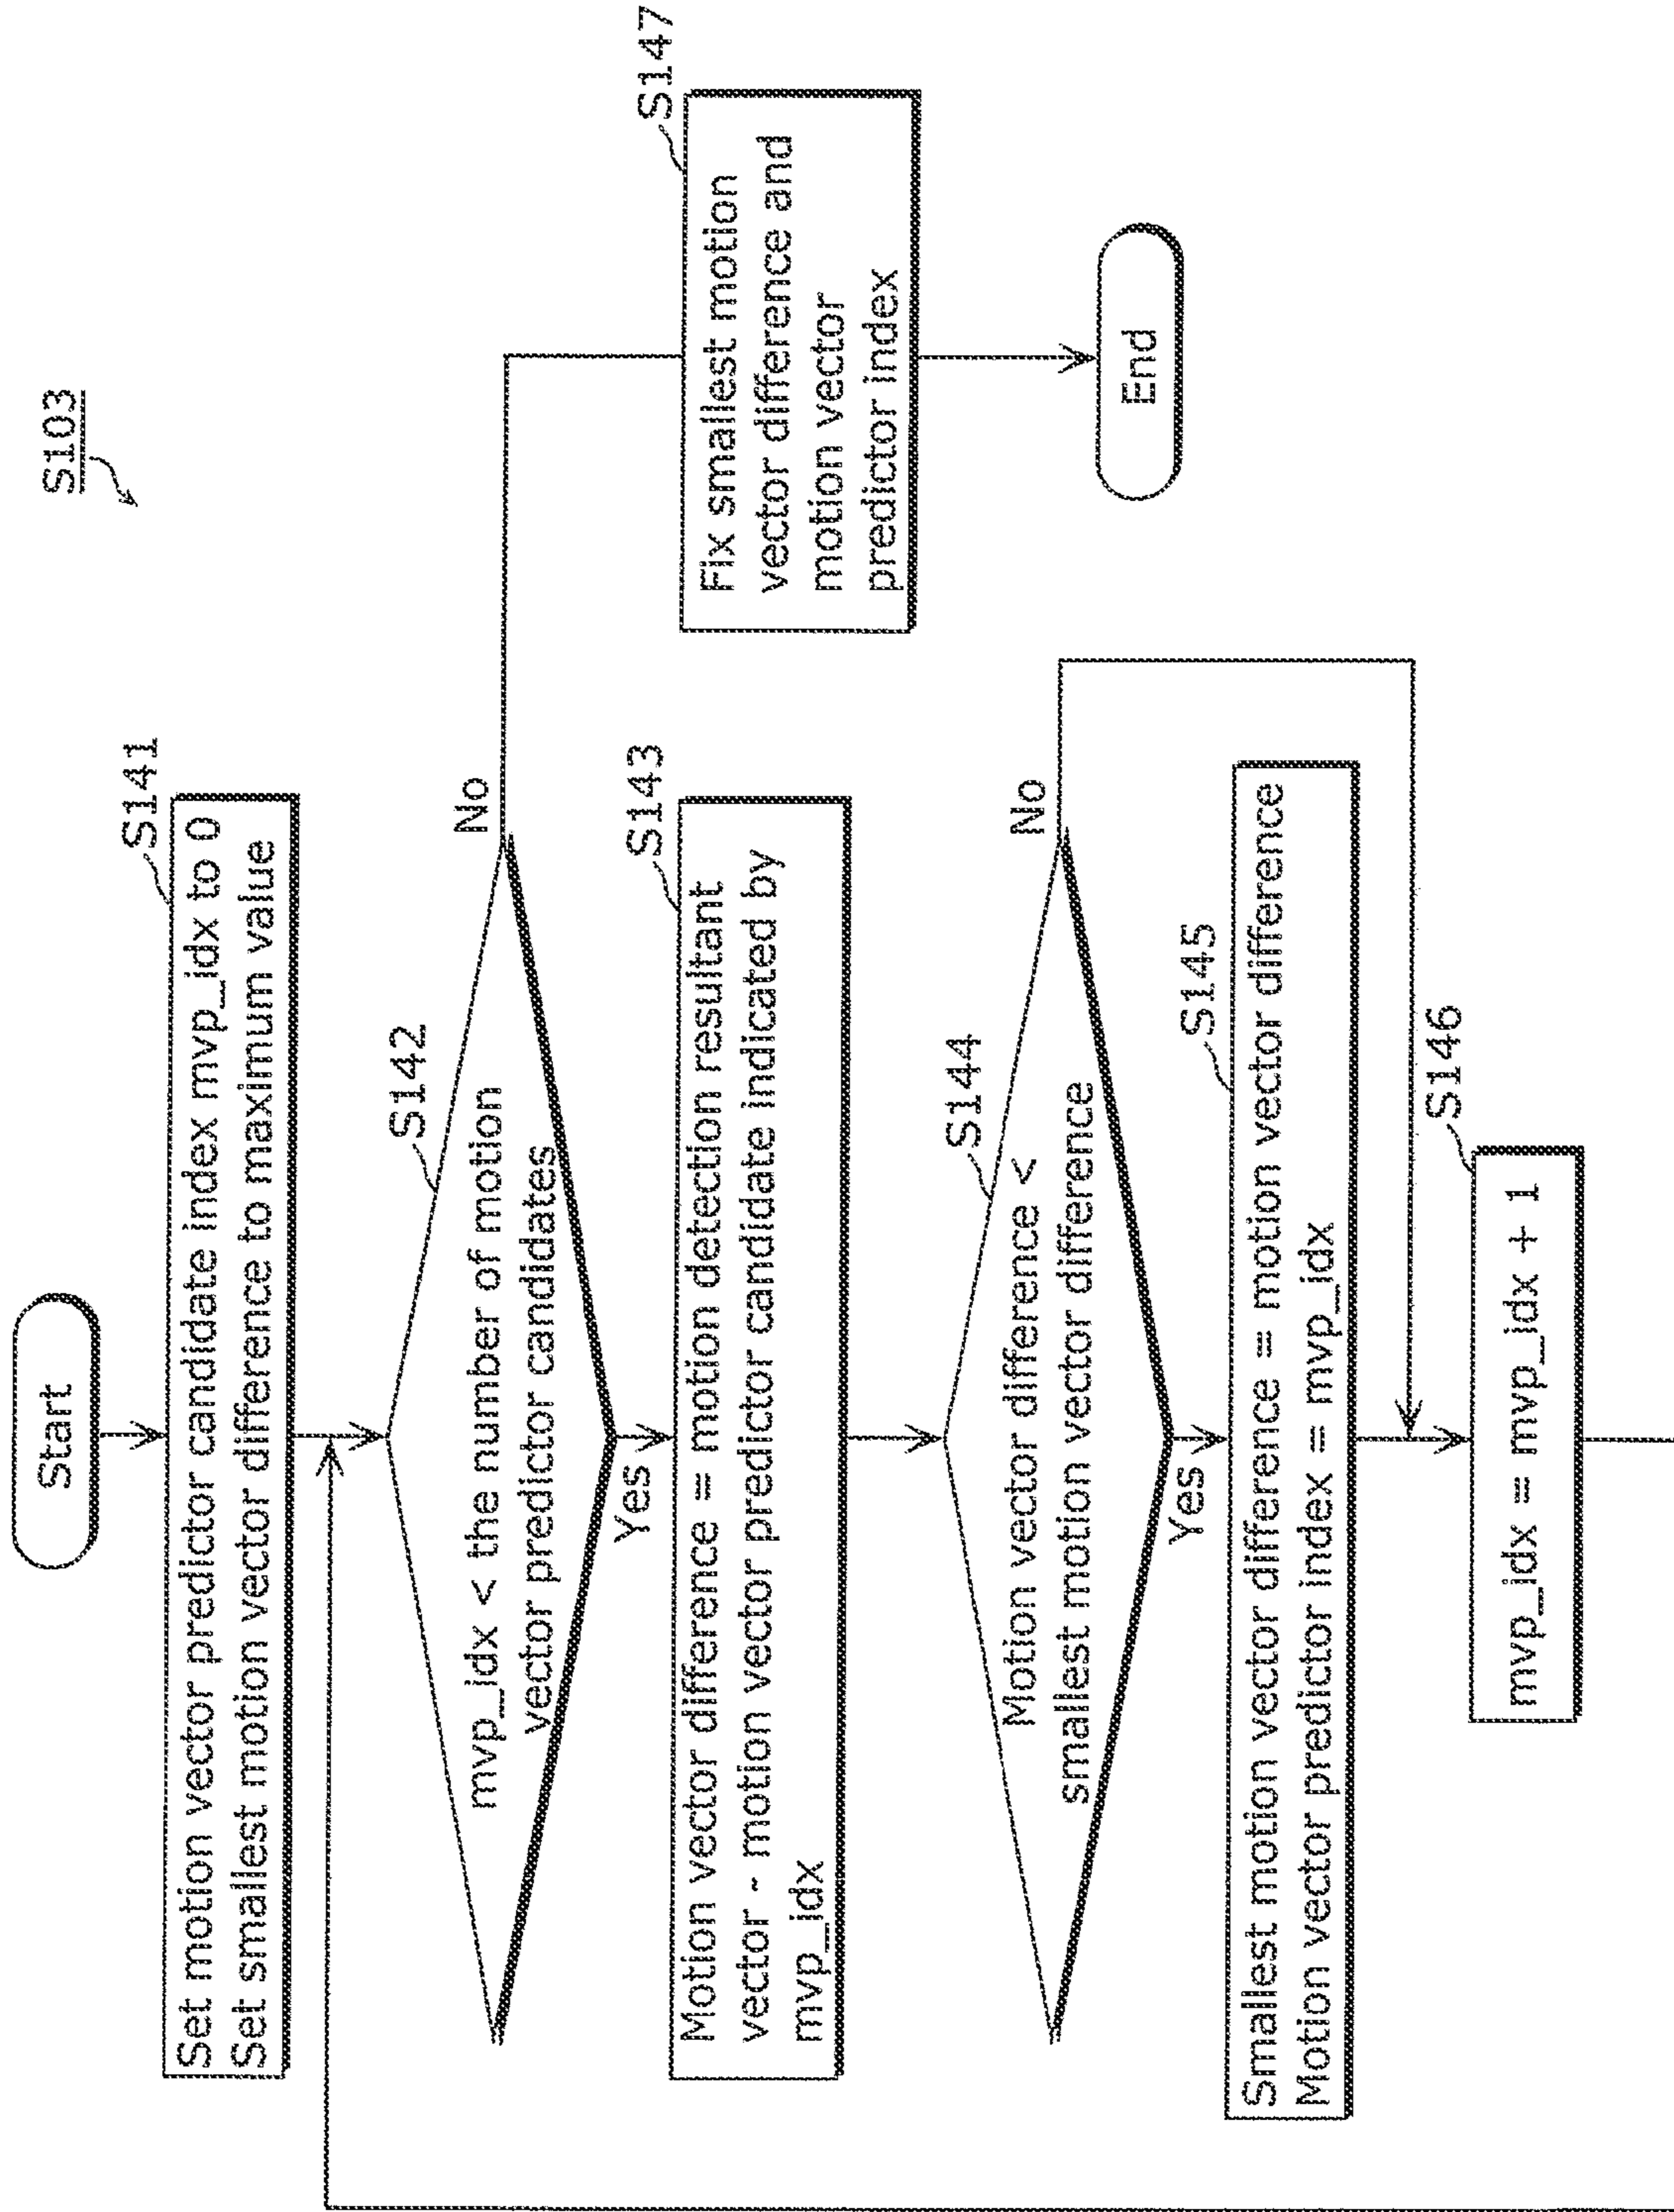 S103
Start
S141
Set motion vector predictor candidate index mvp_idx to 0
Set smallest motion vector difference to maximum value
S142
mvp_idx < the number of motion
vector predictor candidates
No
Yes
S143
Motion vector difference = motion detection resultant
vector - motion vector predictor candidate indicated by
mvp_idx
S144
Motion vector difference <
smallest motion vector difference
No
Yes
S145
Smallest motion vector difference = motion vector difference
Motion vector predictor index = mvp_idx
S146
mvp_idx = mvp_idx + 1
S147
Fix smallest motion
vector difference and
motion vector
predictor index
End